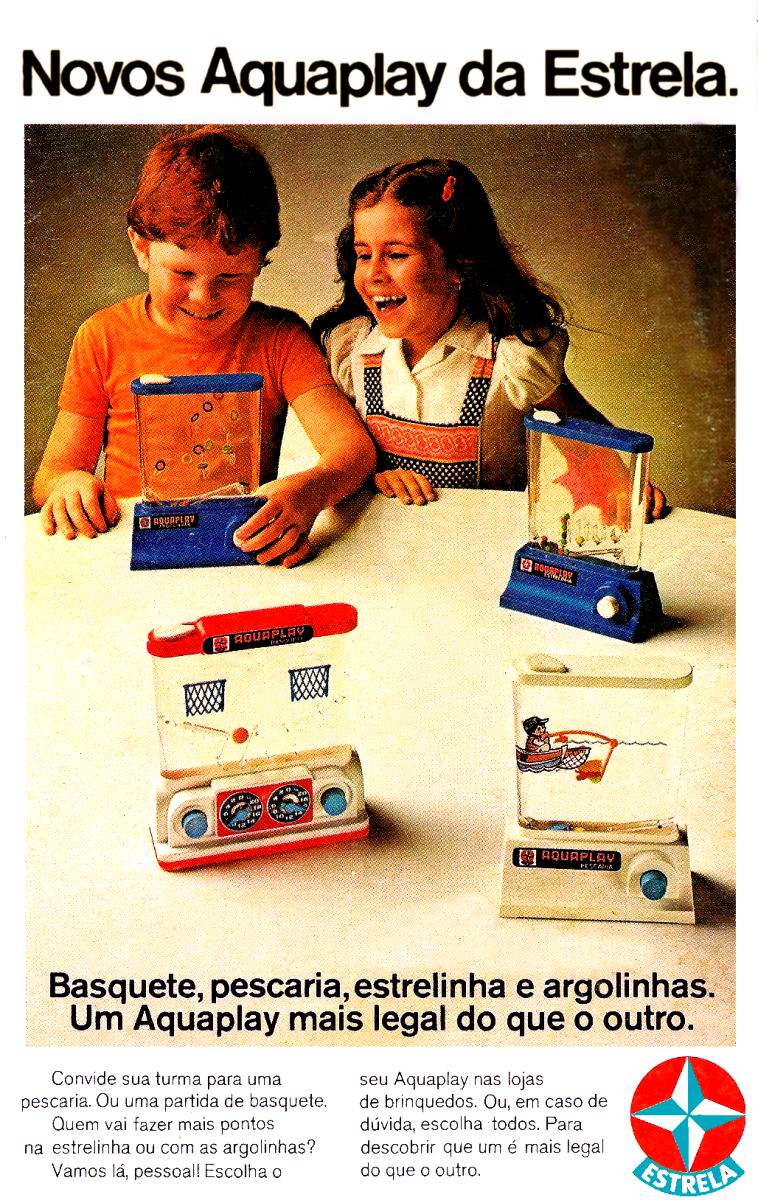 Novos Aquaplay da Estrela.
AQUAPLAY
AQUAPLAY
ESTRELINHA
AQUAPLAY
BASQUETE
AQUAPLAY
PESCARIA
Basquete, pescaria, estrelinha e argolinhas.
Um Aquaplay mais legal do que o outro.
Convide sua turma para uma
pescaria. Ou uma partida de basquete.
Quem vai fazer mais pontos
na estrelinha ou com as argolinhas?
Vamos lá, pessoal! Escolha o
seu Aquaplay nas lojas
de brinquedos. Ou, em caso de
dúvida, escolha todos. Para
descobrir que um é mais legal
do que o outro.
ESTRELA